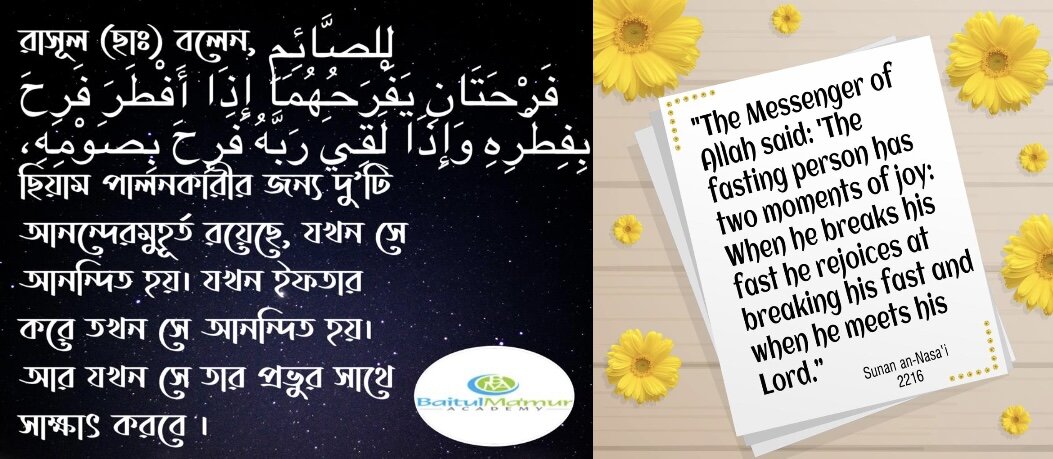 রাসূল (ছাঃ) বলেন, لِلصَّائِمِ
فَرْحَتَانِ يَفْرَحُهُمَا إِذَا أَفْطَرَ فَرِحَ
بِفِطْرِهِ وَإِذَا لَقِيَ رَبَّهُ فَرِحَ بِصَوْمِهِ،
ছিয়াম পালনকারীর জন্য দু'টি
আনন্দেরমুহূর্ত রয়েছে, যখন সে
আনন্দিত হয়। যখন ইফতার
করে তখন সে আনন্দিত হয়।
আর যখন সে তার প্রভুর সাথে
সাক্ষাৎ করবে ।
BaitulMamur
ACADEMY
"The Messenger of
Allah said: 'The
fasting person has
two moments of joy:
When he breaks his
fast he rejoices at
breaking his fast and
when he meets his
Lord."
Sunan an-Nasa'i
2216